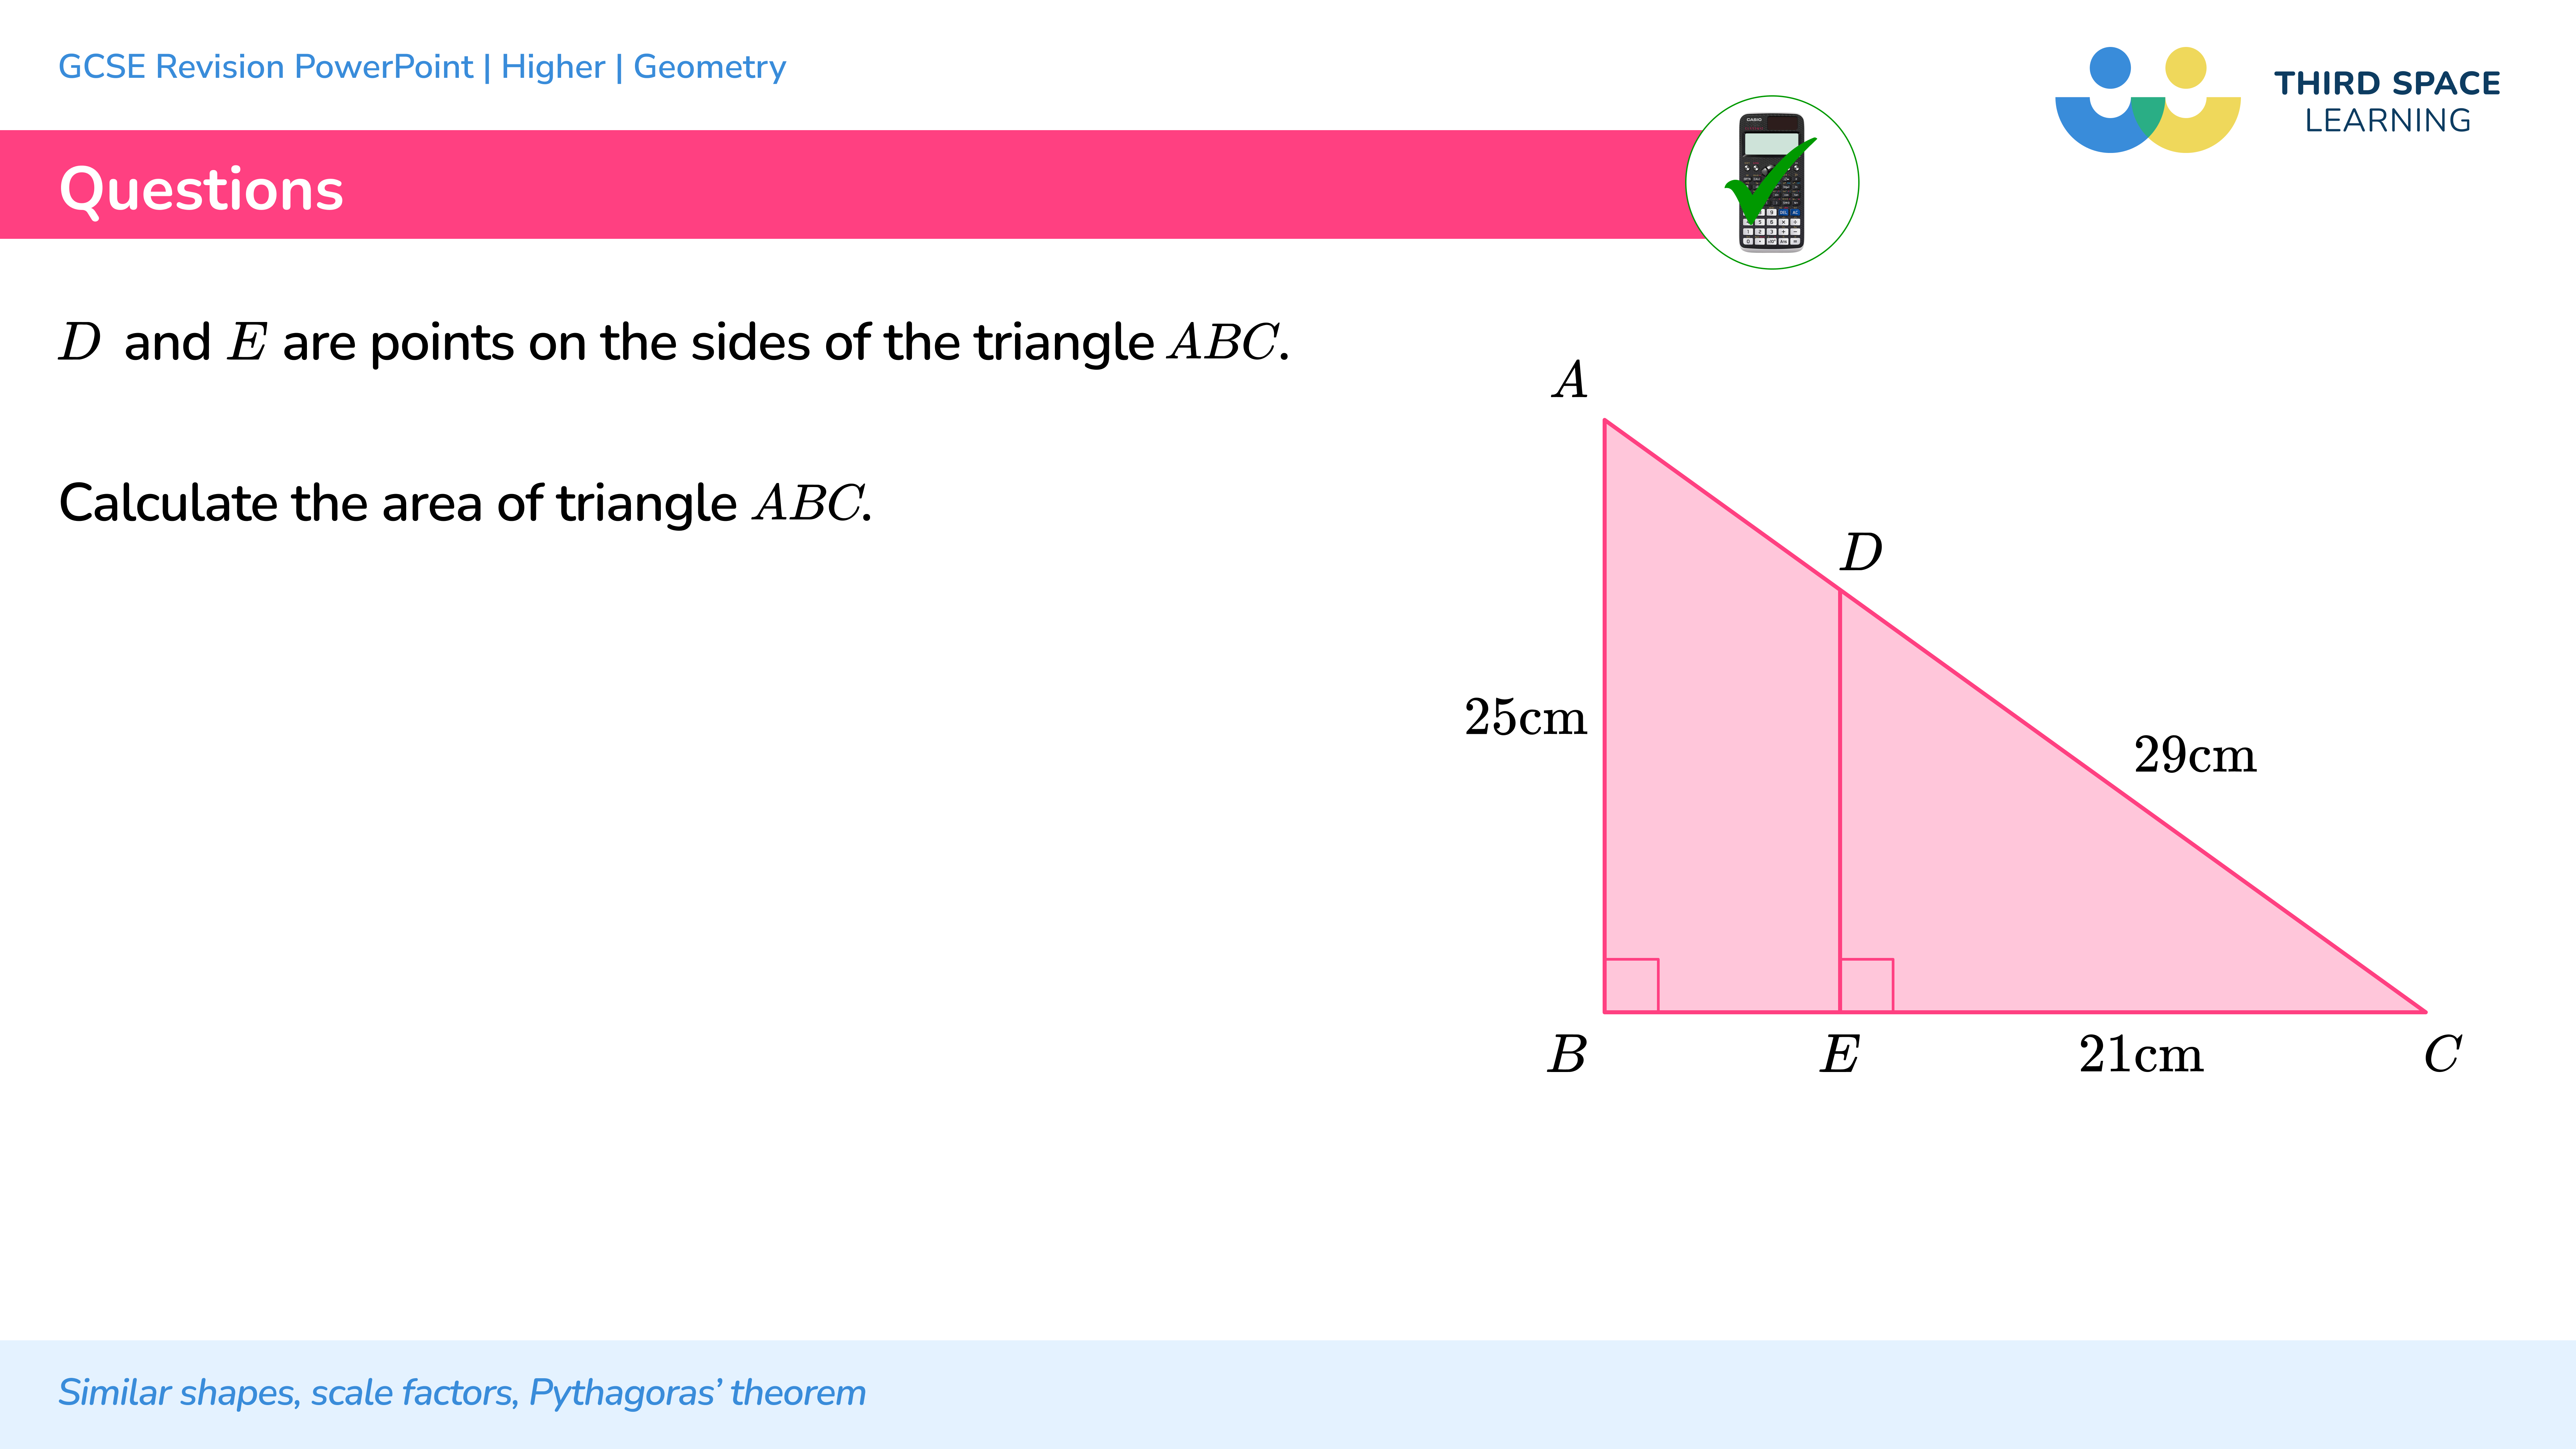 GCSE Revision PowerPoint | Higher | Geometry
THIRD SPACE
LEARNING
Questions
CASIO
D and E are points on the sides of the triangle ABC.
Calculate the area of triangle ABC.
A
D
25cm
29cm
B
E
21cm
C
Similar shapes, scale factors, Pythagoras’ theorem